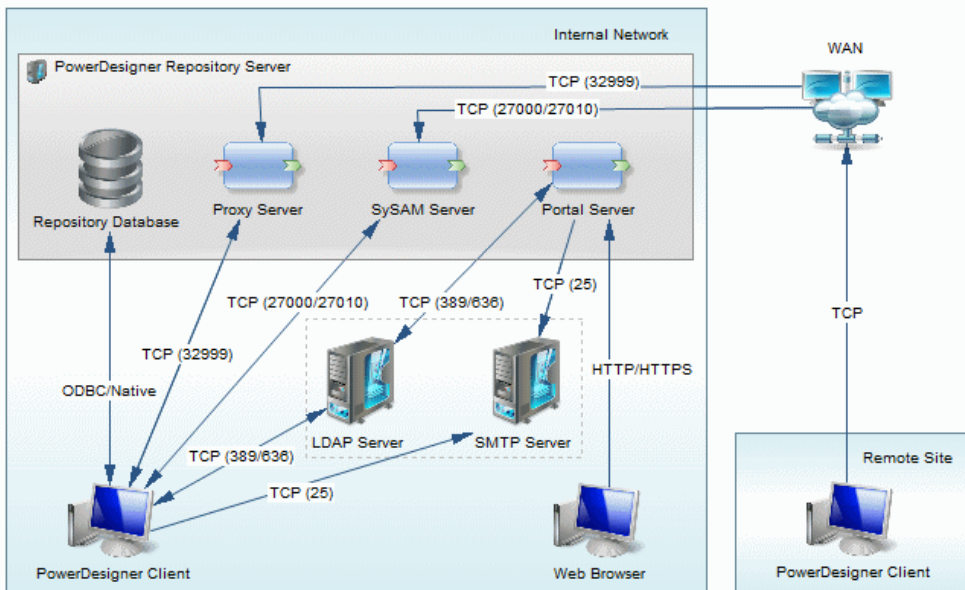 Internal Network
WAN
PowerDesigner Repository Server
TCP (32999)
TCP (27000/27010)
Repository Database
Proxy Server
SySAM Server
Portal Server
TCP (27000/27010)
TCP (389/636)
TCP (25)
TCP
TCP (32999)
HTTP/HTTPS
ODBC/Native
LDAP Server
SMTP Server
TCP (389/636)
Remote Site
TCP (25)
PowerDesigner Client
Web Browser
PowerDesigner Client